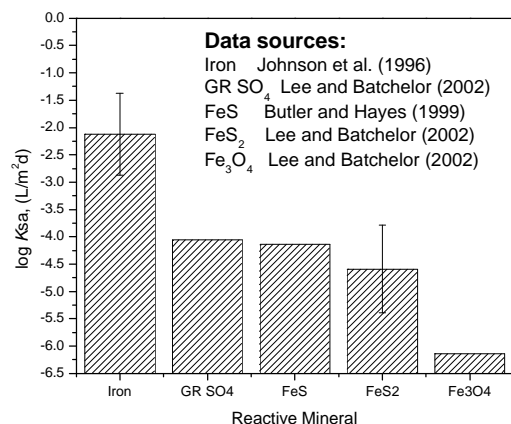 0.0
-0.5
-1.0
-1.5
-2.0
-2.5
-3.0
-3.5
-4.0
-4.5
-5.0
-5.5
-6.0
-6.5
log Ksa, (L/m²d)
Data sources:
Iron Johnson et al. (1996)
GR SO₄ Lee and Batchelor (2002)
FeS Butler and Hayes (1999)
FeS₂ Lee and Batchelor (2002)
Fe₃O₄ Lee and Batchelor (2002)
Iron GR SO4 FeS FeS2 Fe3O4
Reactive Mineral